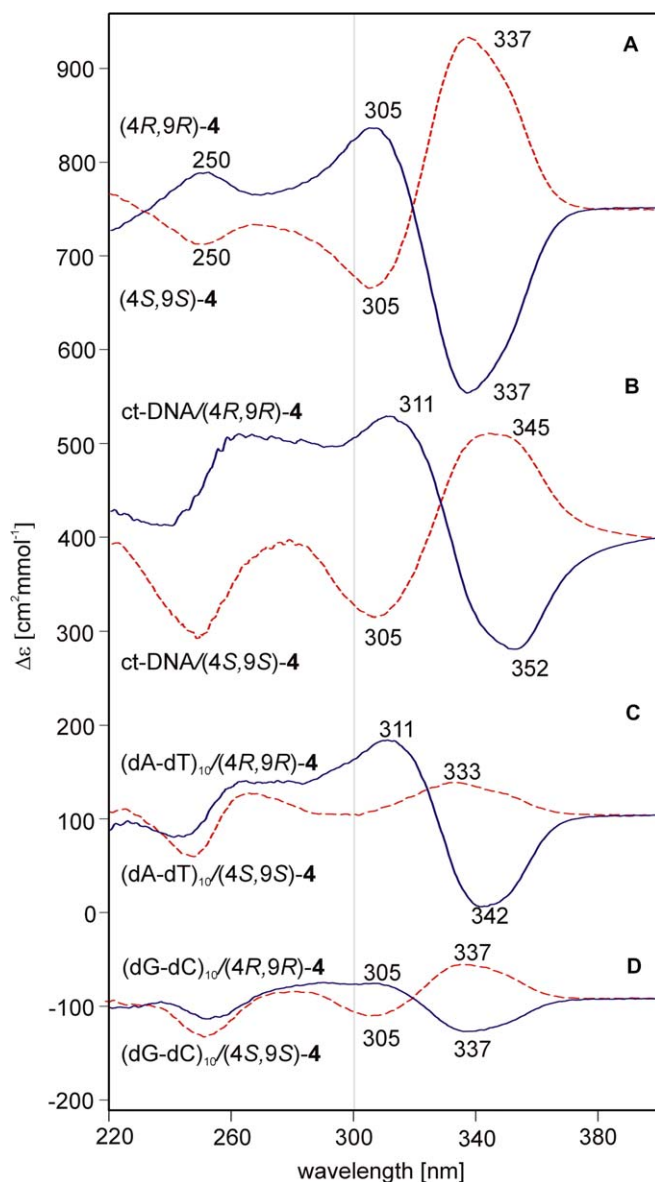 A
337
900
305
(4R,9R)-4
250
800
700
250
(4S,9S)-4
305
600
337
B
ct-DNA/(4R,9R)-4
311
345
500
400
300
305
ct-DNA/(4S,9S)-4
352
Δε [cm²mmol⁻¹]
C
311
200
(dA-dT)₁₀/(4R,9R)-4
333
100
(dA-dT)₁₀/(4S,9S)-4
0
342
(dG-dC)₁₀/(4R,9R)-4
305
337
D
-100
305
337
(dG-dC)₁₀/(4S,9S)-4
-200
220
260
300
340
380
wavelength [nm]